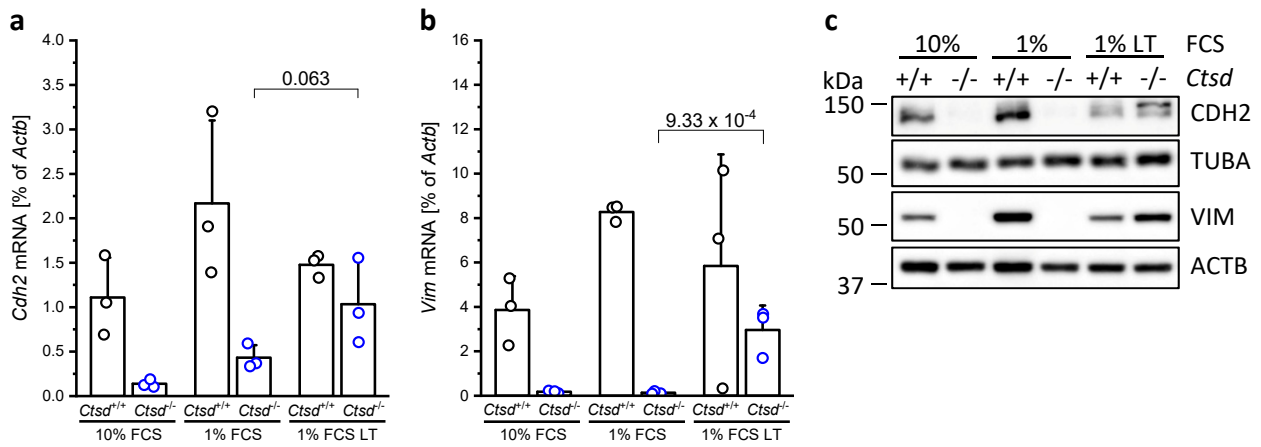 a
4.0
3.5
3.0
2.5
2.0
1.5
1.0
0.5
0.0
Cdh2 mRNA [% of Actb]
0.063
Ctsd+/+ Ctsd-/- Ctsd+/+ Ctsd-/- Ctsd+/+ Ctsd-/-
10% FCS 1% FCS 1% FCS LT
b
16
14
12
10
8
6
4
2
0
Vim mRNA [% of Actb]
9.33 x 10-4
Ctsd+/+ Ctsd-/- Ctsd+/+ Ctsd-/- Ctsd+/+ Ctsd-/-
10% FCS 1% FCS 1% FCS LT
c
10% 1% 1% LT FCS
kDa +/+ -/- +/+ -/- +/+ -/- Ctsd
150 CDH2
50 TUBA
50 VIM
37 ACTB